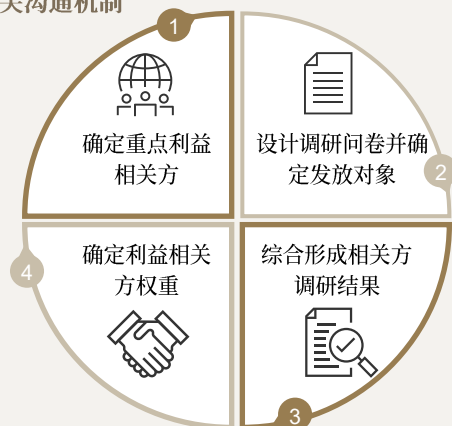 关沟通机制
1
确定重点利益
相关方
设计调研问卷并确
定发放对象
2
确定利益相关
方权重
4
综合形成相关方
调研结果
3